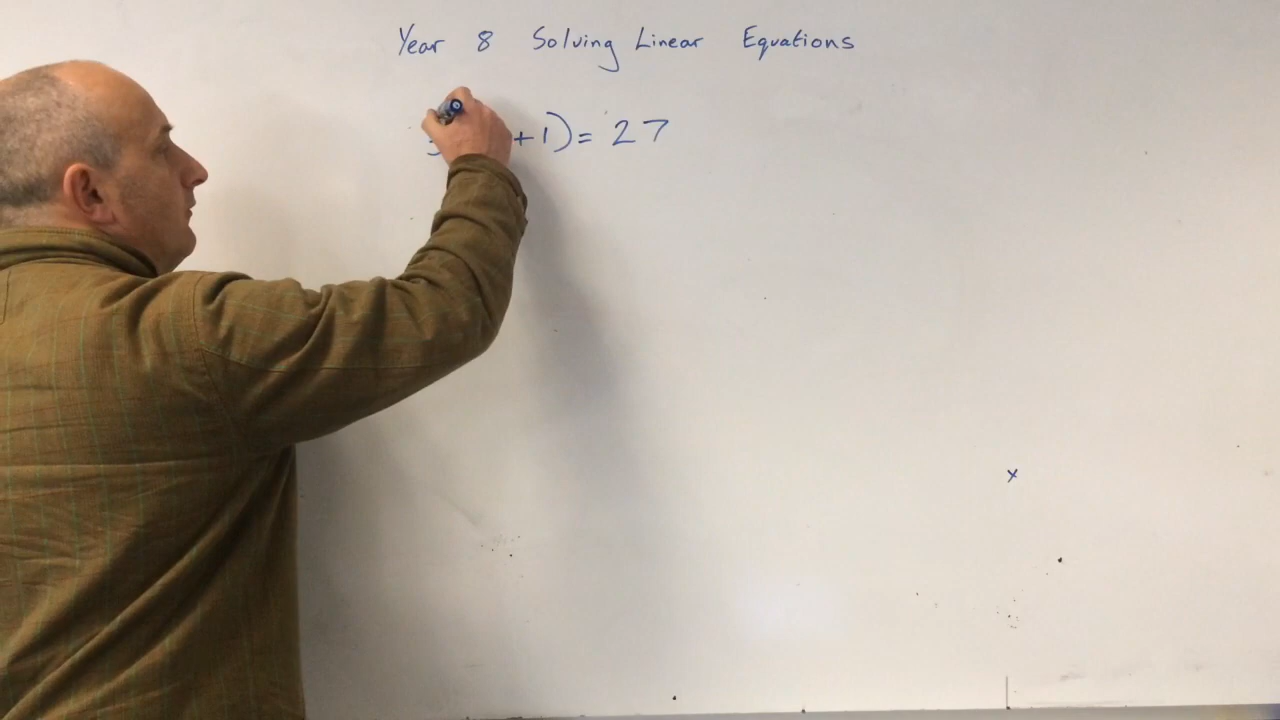 Year 8 Solving Linear Equations
+1)= 27
x